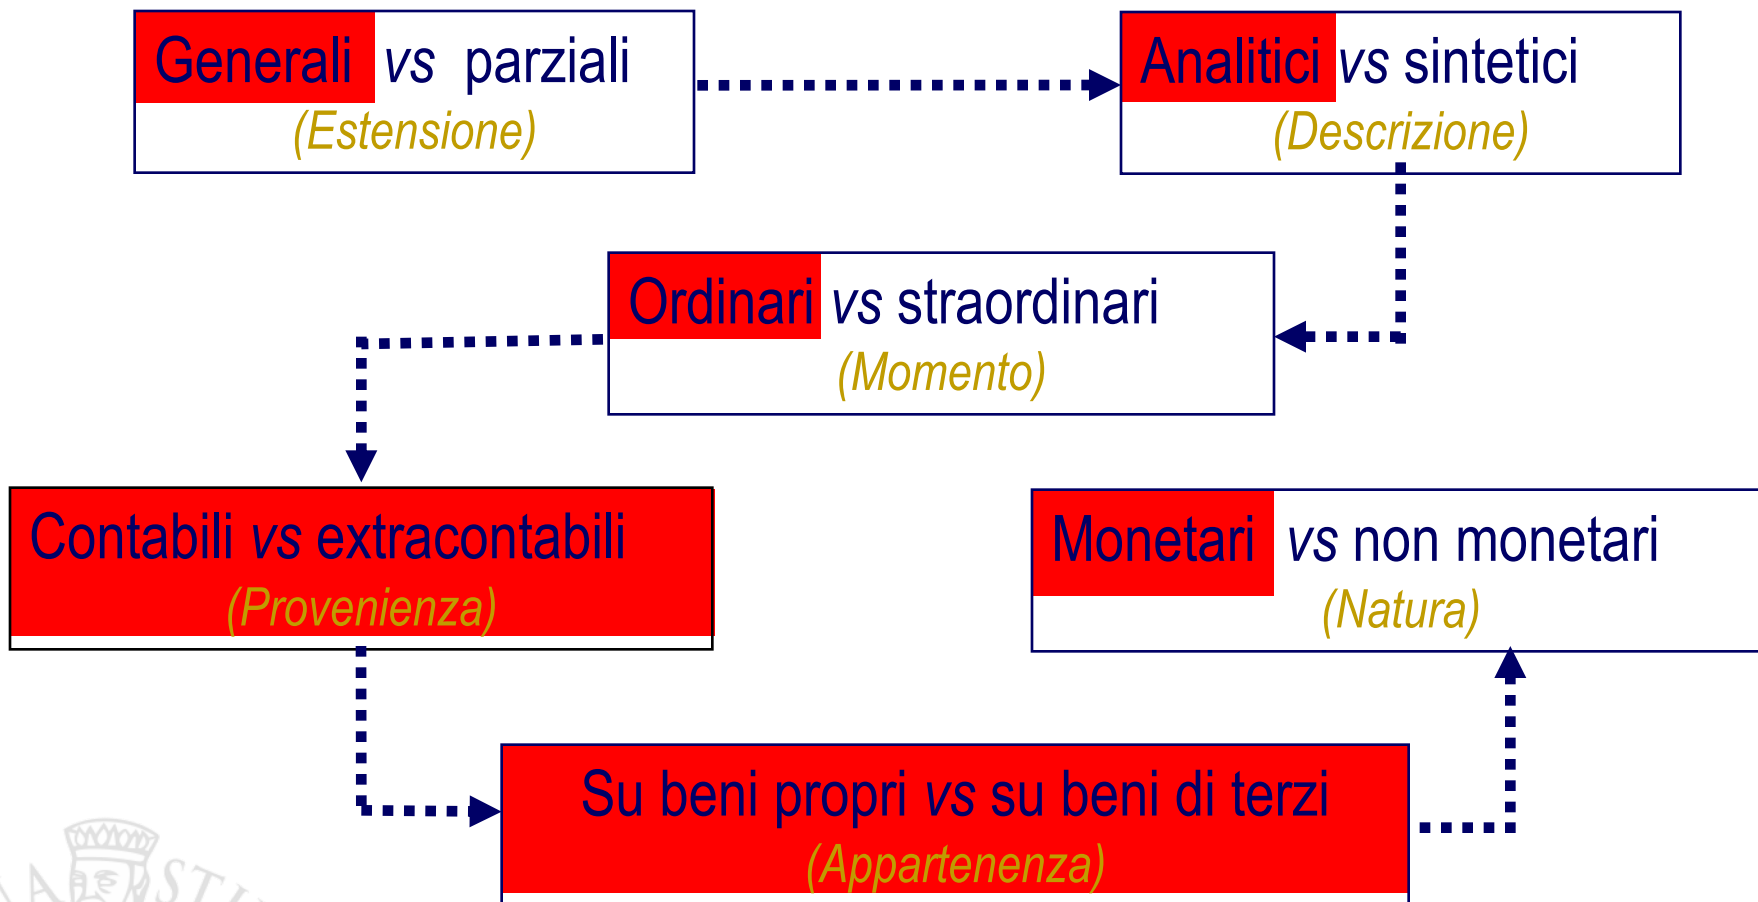 Generali vs parziali
(Estensione)
Analitici vs sintetici
(Descrizione)
Ordinari vs straordinari
(Momento)
Contabili vs extracontabili
(Provenienza)
Monetari vs non monetari
(Natura)
Su beni propri vs su beni di terzi
(Appartenenza)